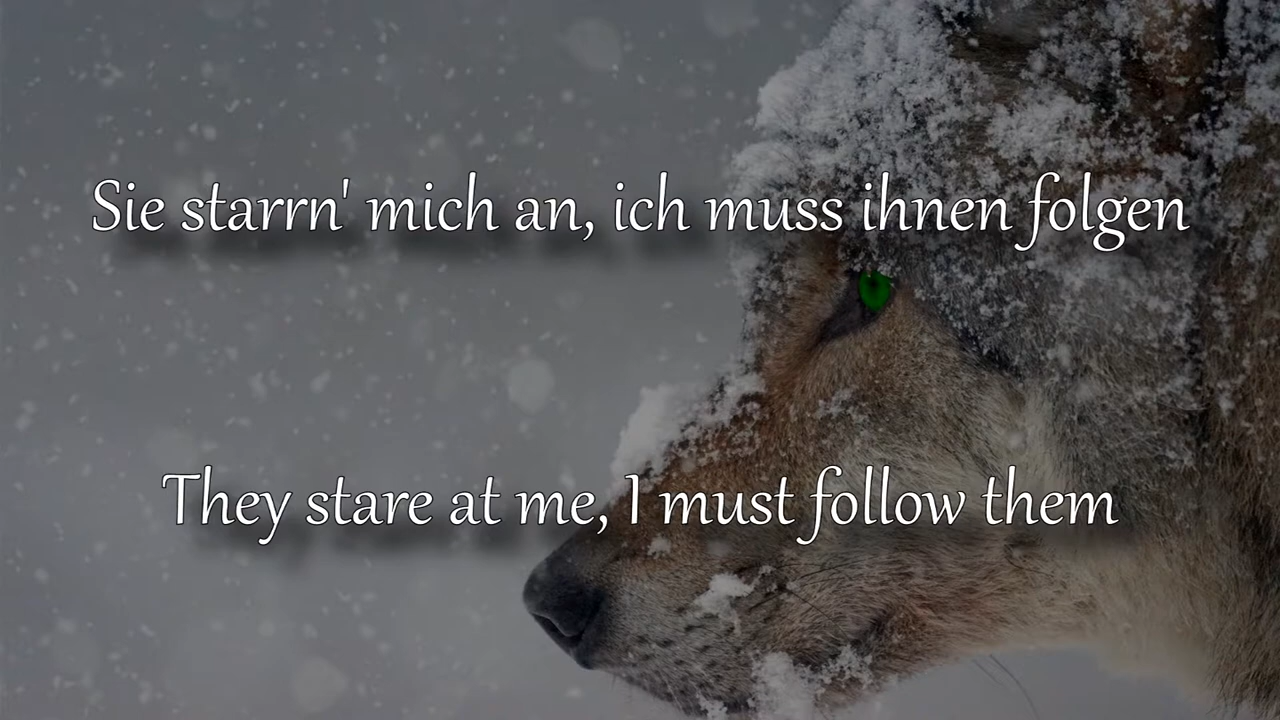 Sie starrn' mich an, ich muss ihnen folgen
They stare at me, I must follow them